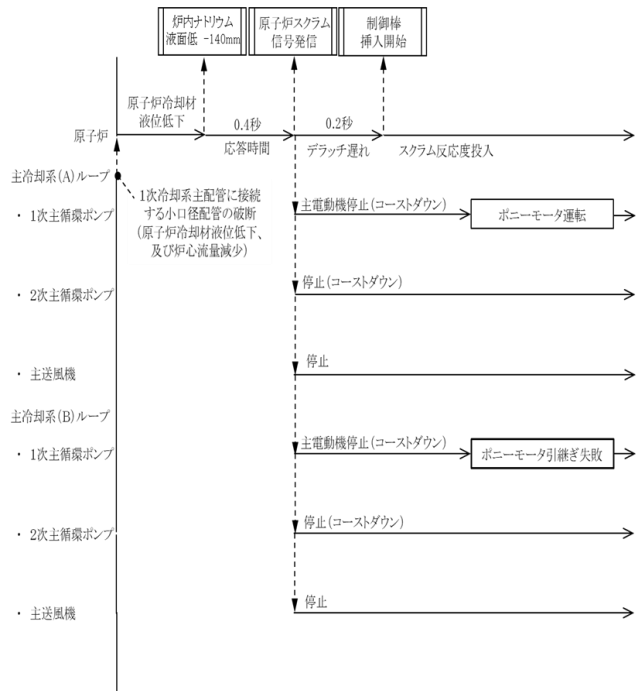 炉内ナトリウム
液面低 -140mm
原子炉スクラム
信号発信
制御棒
挿入開始
原子炉冷却材
液位低下
0.4秒
0.2秒
原子炉
応答時間
デラッチ遅れ
スクラム反応度投入
主冷却系(A)ループ
1次冷却系主配管に接続
する小口径配管の破断
(原子炉冷却材液位低下、
及び炉心流量減少)
・ 1次主循環ポンプ
主電動機停止(コーストダウン)
ポニーモータ運転
・ 2次主循環ポンプ
停止(コーストダウン)
・ 主送風機
停止
主冷却系(B)ループ
・ 1次主循環ポンプ
主電動機停止(コーストダウン)
ポニーモータ引継ぎ失敗
・ 2次主循環ポンプ
停止(コーストダウン)
・ 主送風機
停止